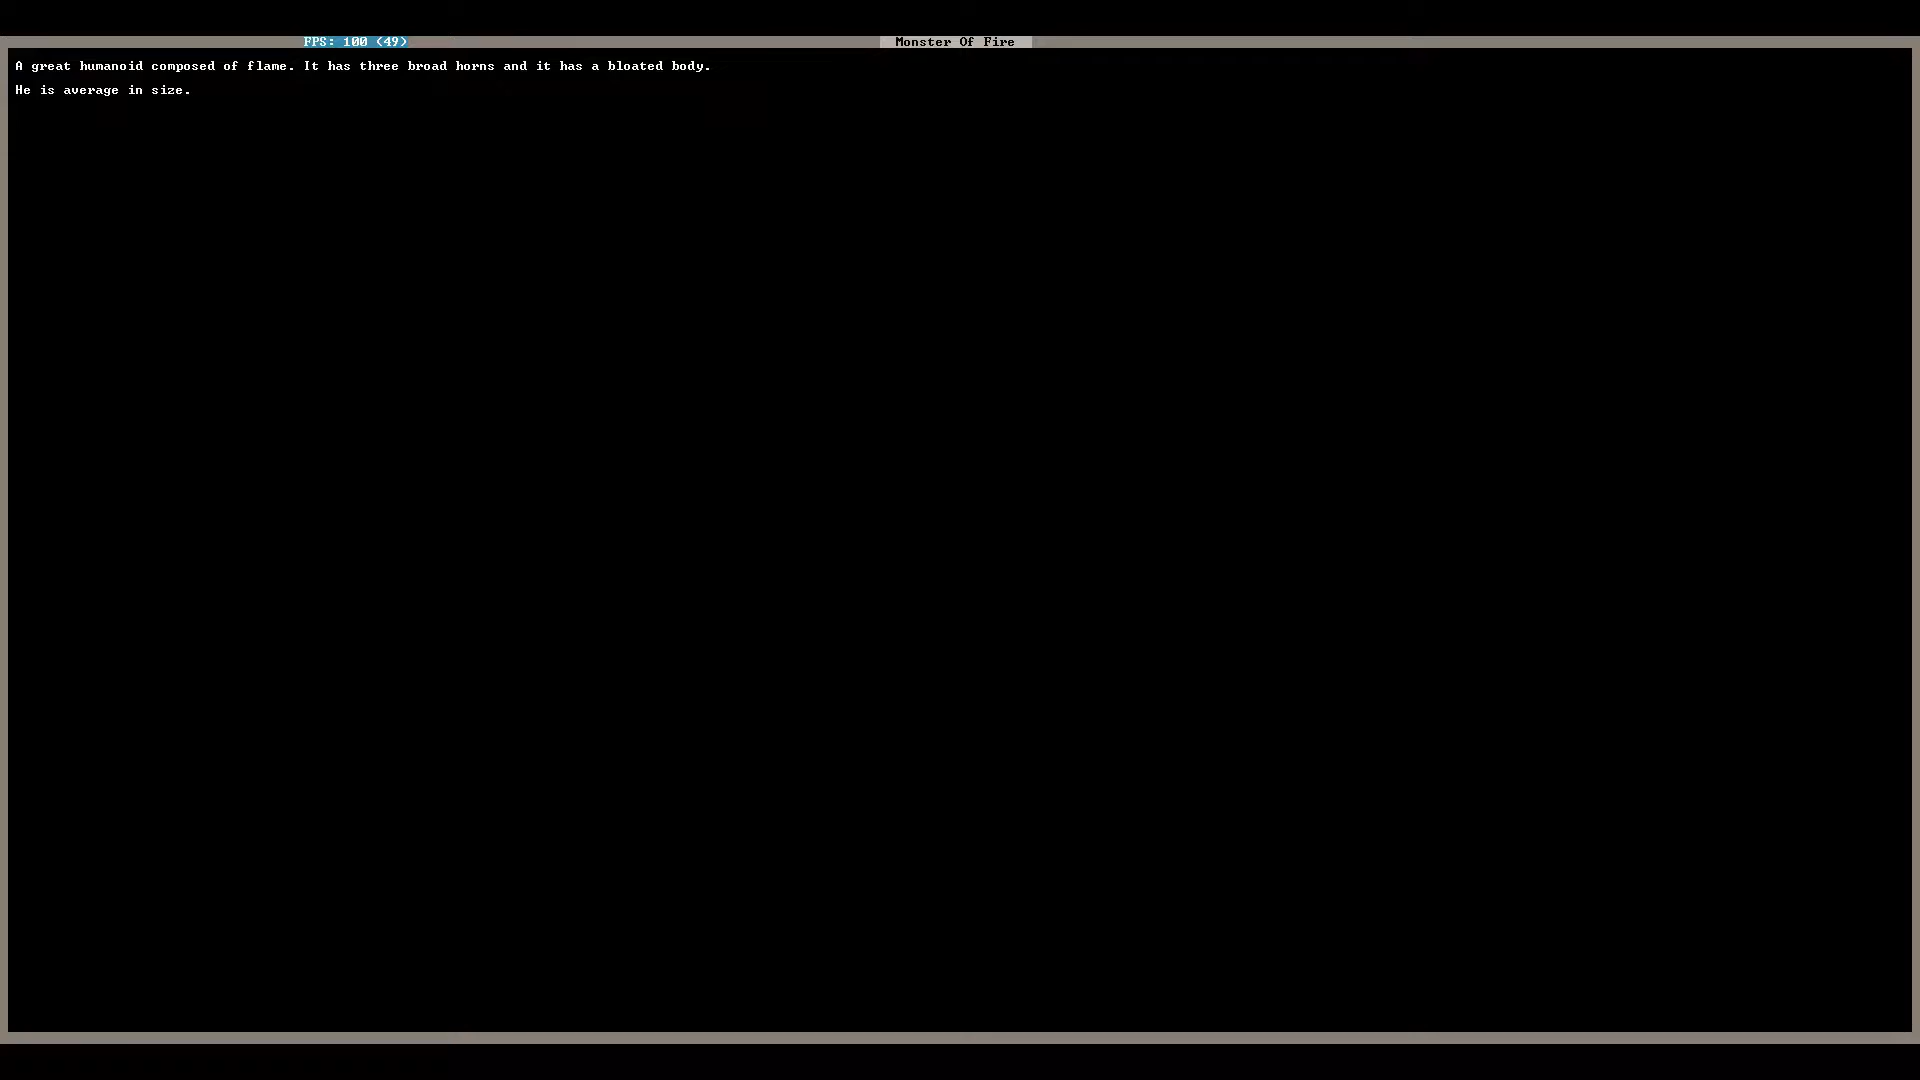 FPS: 100 (49)
Monster Of Fire
A great humanoid composed of flame. It has three broad horns and it has a bloated body.
He is average in size.